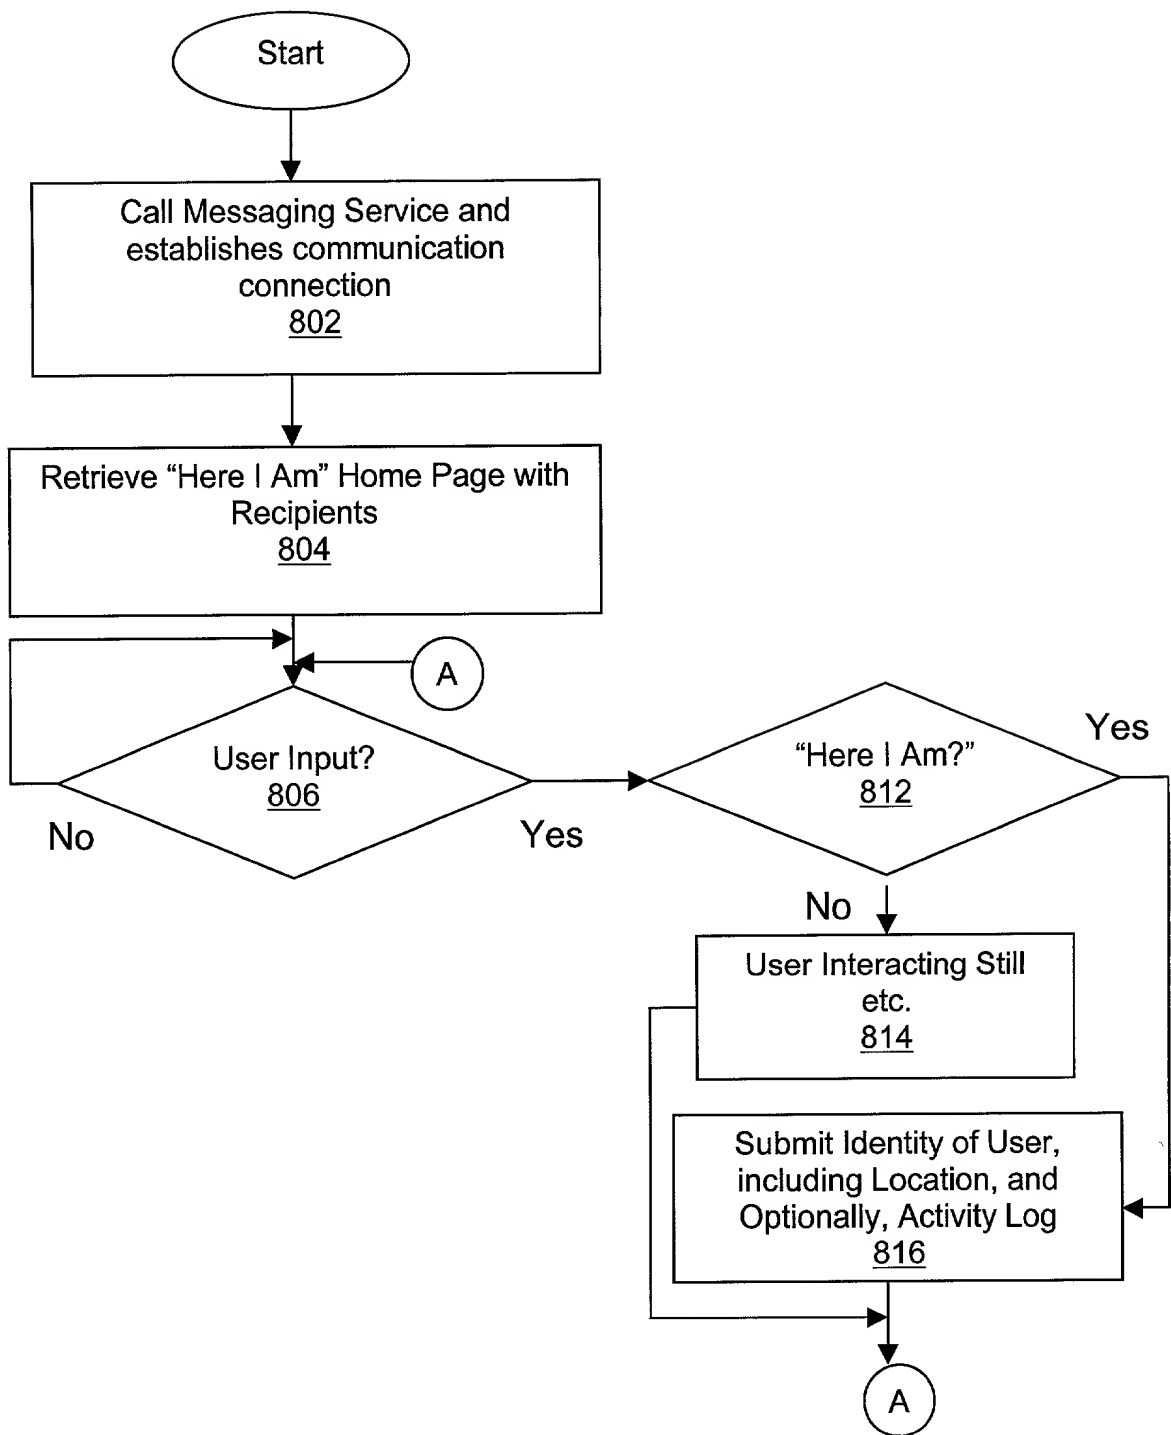 Start
Call Messaging Service and
establishes communication
connection
802
Retrieve “Here I Am” Home Page with
Recipients
804
A
User Input?
806
No
Yes
“Here I Am?”
812
Yes
No
User Interacting Still
etc.
814
Submit Identity of User,
including Location, and
Optionally, Activity Log
816
A